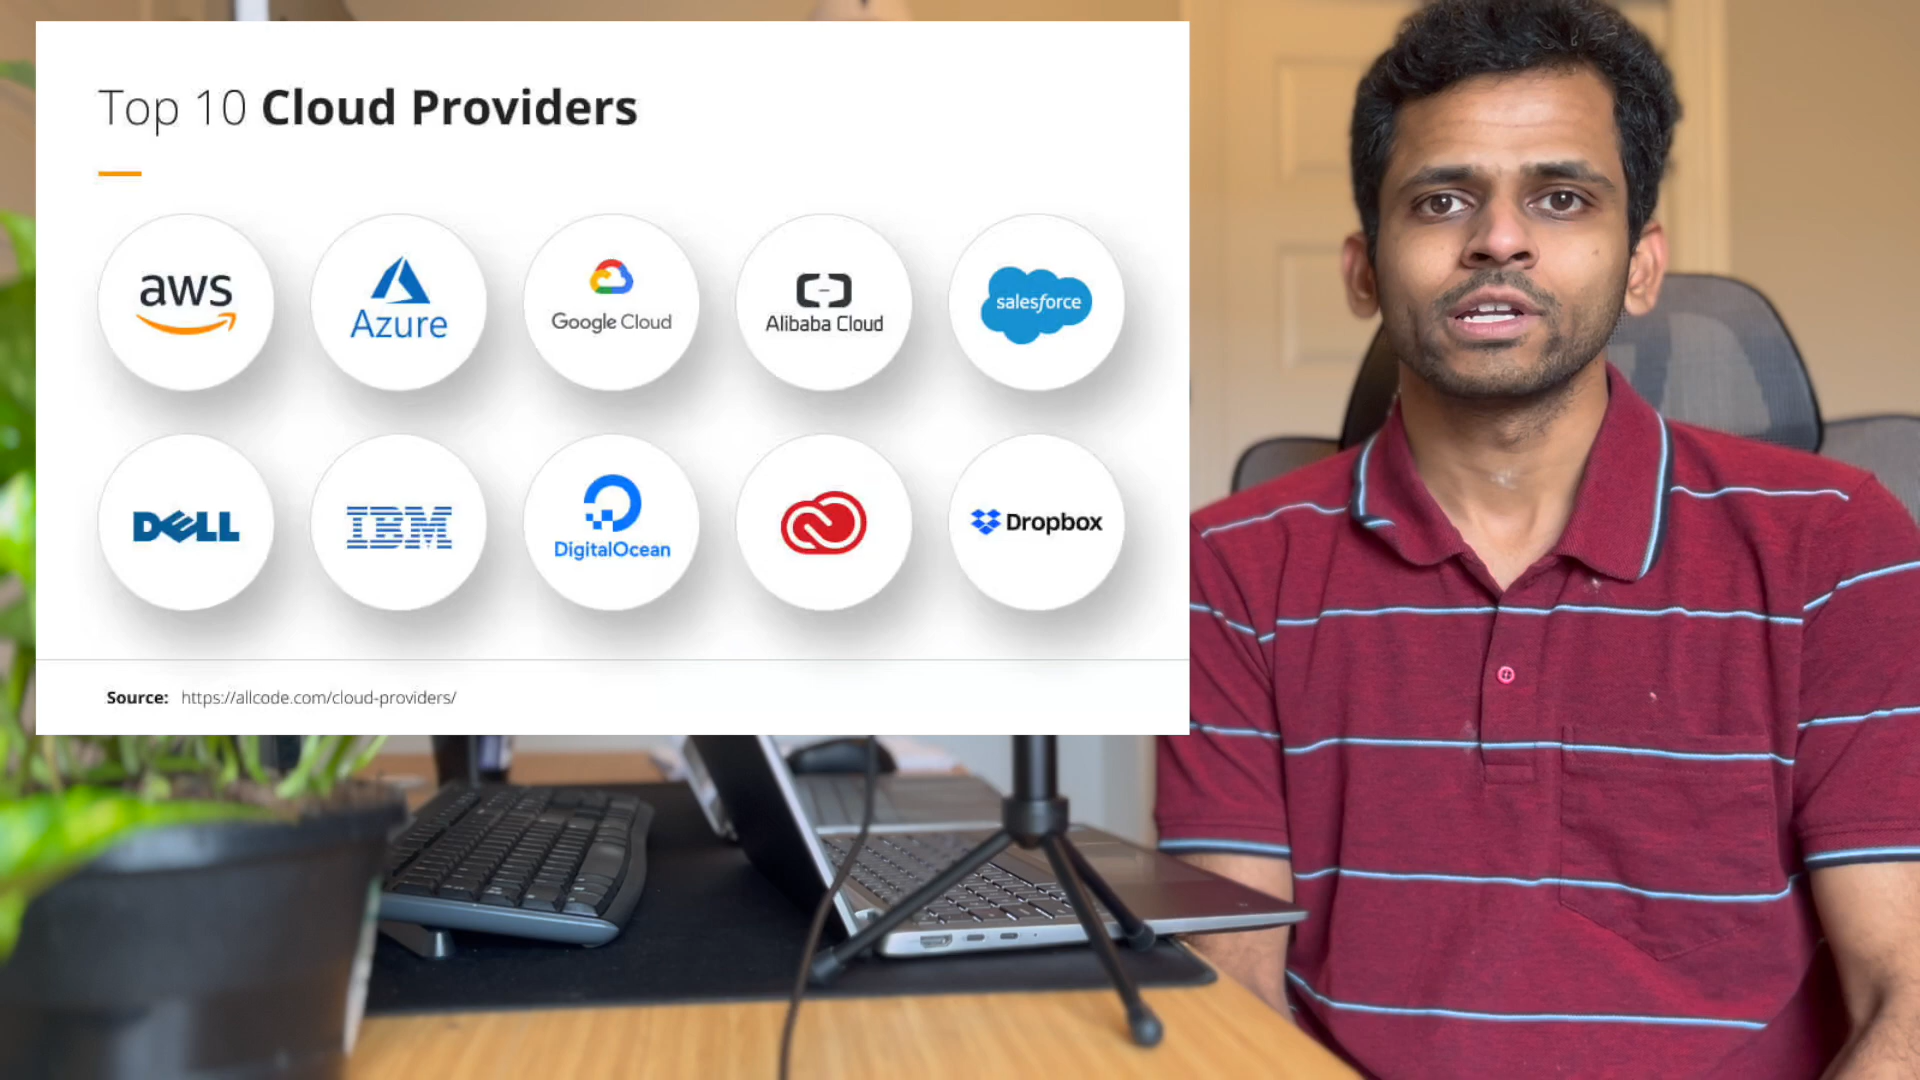 Top 10 Cloud Providers
aws
Azure
Google Cloud
Alibaba Cloud
salesforce
DELL
IBM
DigitalOcean
Dropbox
Source: https://allcode.com/cloud-providers/